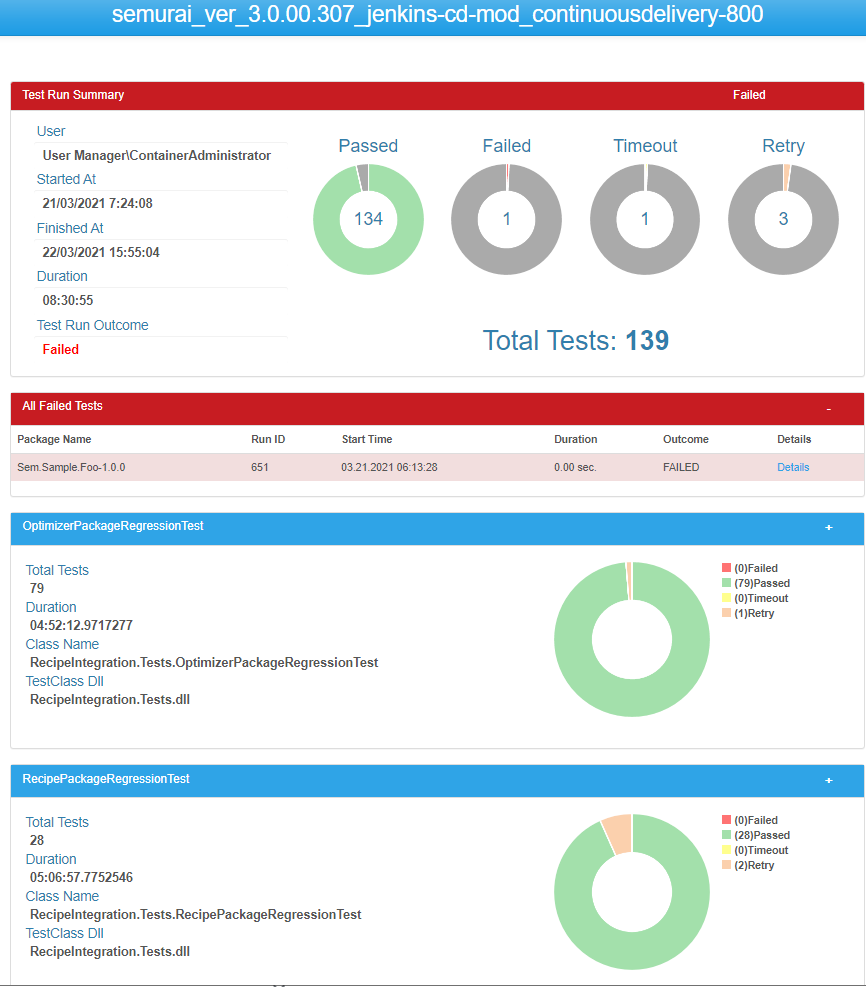 semurai_ver_3.0.00.307_jenkins-cd-mod_continuousdelivery-800
Test Run Summary Failed
User
User Manager\ContainerAdministrator
Started At
21/03/2021 7:24:08
Finished At
22/03/2021 15:55:04
Duration
08:30:55
Test Run Outcome
Failed
Passed Failed Timeout Retry
134 1 1 3
Total Tests: 139
All Failed Tests -
Package Name Run ID Start Time Duration Outcome Details
Sem.Sample.Foo-1.0.0 651 03.21.2021 06:13:28 0.00 sec. FAILED Details
OptimizerPackageRegressionTest +
Total Tests
79
Duration
04:52:12.9717277
Class Name
RecipeIntegration.Tests.OptimizerPackageRegressionTest
TestClass Dll
RecipeIntegration.Tests.dll
(0)Failed
(79)Passed
(0)Timeout
(1)Retry
RecipePackageRegressionTest +
Total Tests
28
Duration
05:06:57.7752546
Class Name
RecipeIntegration.Tests.RecipePackageRegressionTest
TestClass Dll
RecipeIntegration.Tests.dll
(0)Failed
(28)Passed
(0)Timeout
(2)Retry